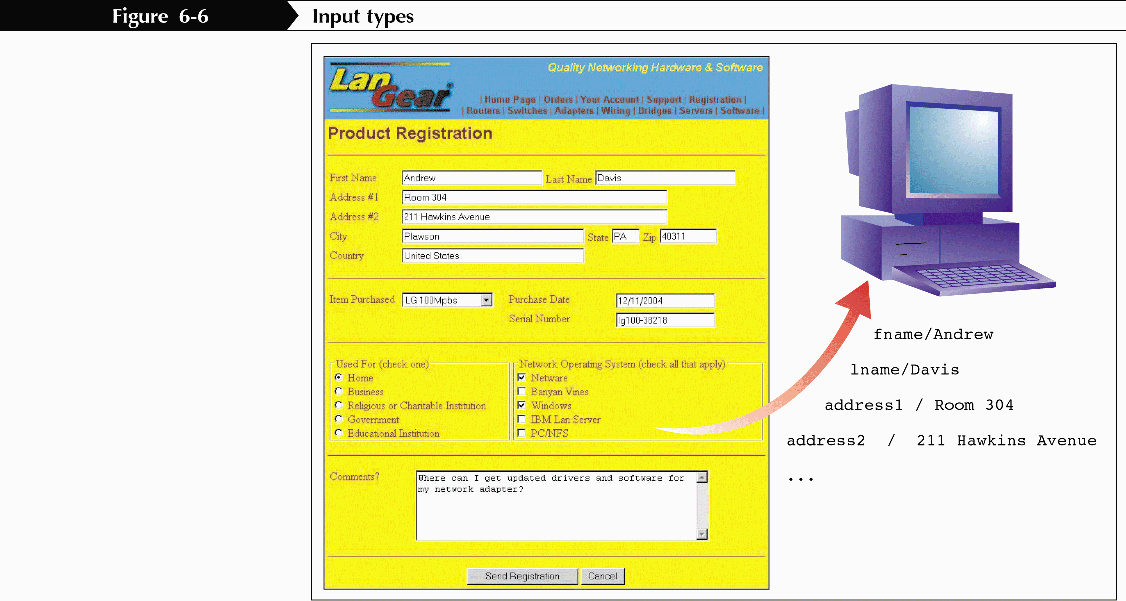 Figure 6-6 Input types
Lan Gear
Quality Networking Hardware & Software
| Home Page | Orders | Your Account | Support | Registration |
| Routers | Switches | Adapters | Wiring | Bridges | Servers | Software |
Product Registration
First Name Andrew Last Name Davis
Address #1 Room 304
Address #2 211 Hawkins Avenue
City Plawson State PA Zip 40311
Country United States
Item Purchased LG 100Mpbs Purchase Date 12/11/2004
Serial Number lg100-38218
Used For (check one) Network Operating System (check all that apply)
Home Netware
Business Banyan Vines
Religious or Charitable Institution Windows
Government IBM Lan Server
Educational Institution PC/NFS
Comments? Where can I get updated drivers and software for
my network adapter?
Send Registration Cancel
fname/Andrew
lname/Davis
address1 / Room 304
address2 / 211 Hawkins Avenue
...